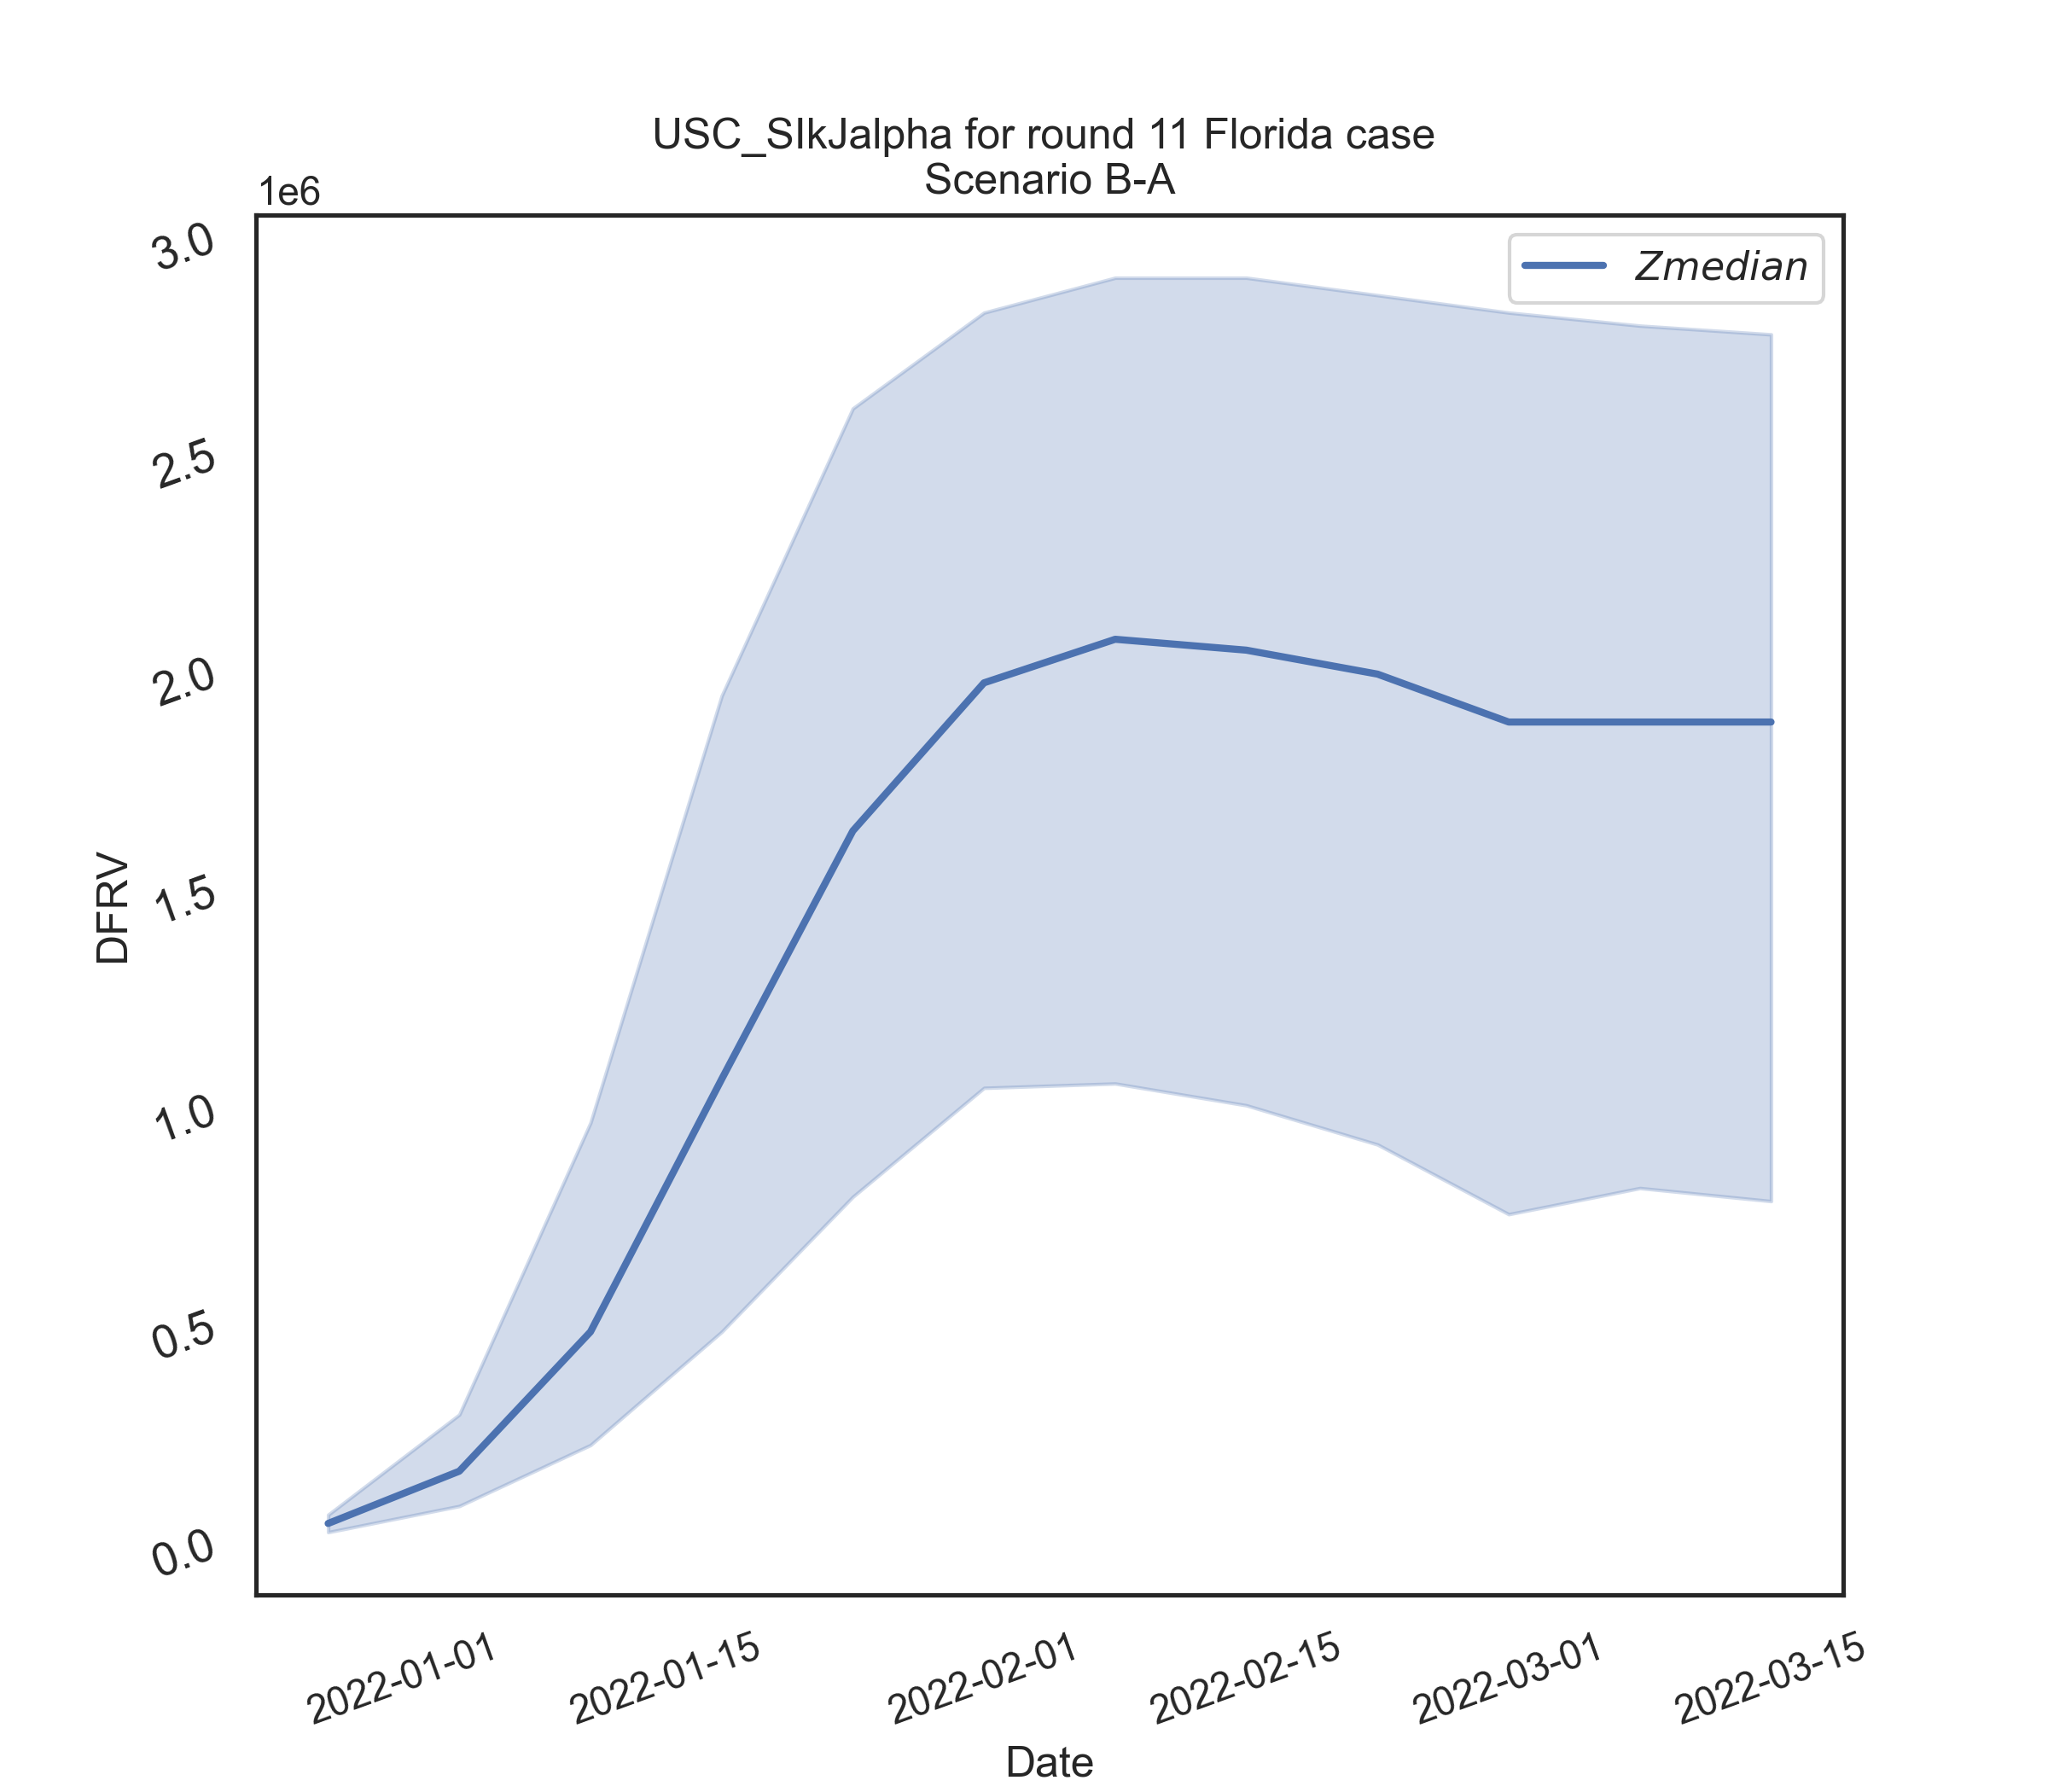 USC_SIkJalpha for round 11 Florida case
Scenario B-A
1e6
3.0
2.5
2.0
1.5
1.0
0.5
0.0
DFRV
Zmedian
2022-01-01
2022-01-15
2022-02-01
2022-02-15
2022-03-01
2022-03-15
Date